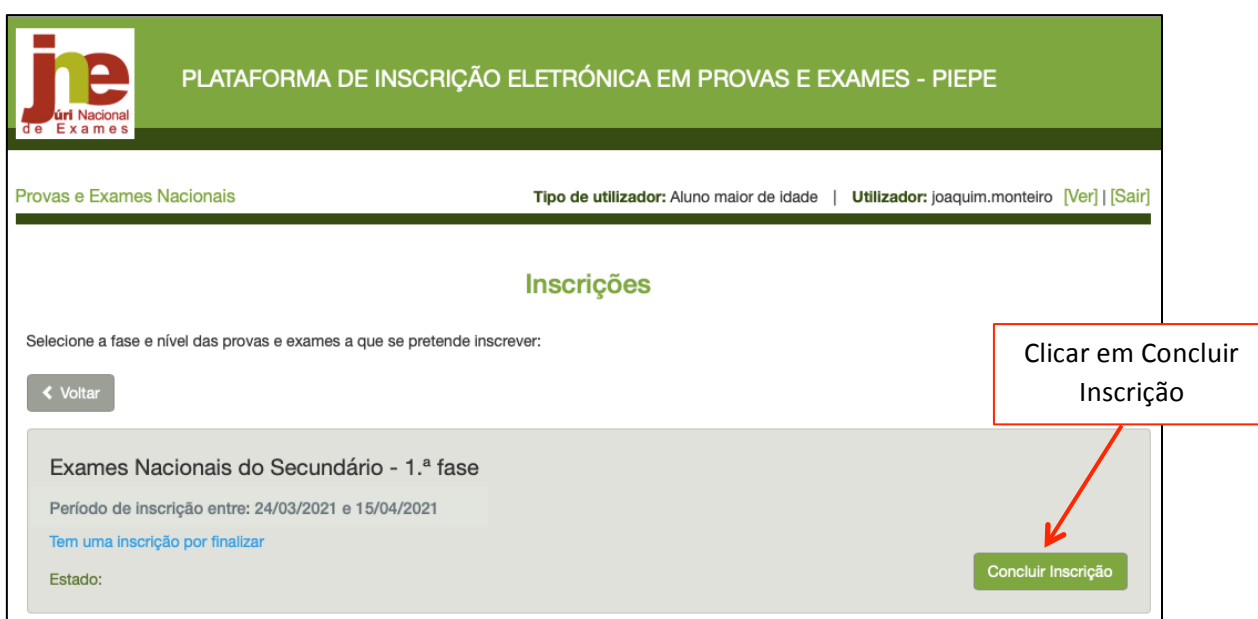 jne
Júri Nacional
de Exames
PLATAFORMA DE INSCRIÇÃO ELETRÓNICA EM PROVAS E EXAMES - PIEPE
Provas e Exames Nacionais
Tipo de utilizador: Aluno maior de idade | Utilizador: joaquim.monteiro [Ver] | [Sair]
Inscrições
Selecione a fase e nível das provas e exames a que se pretende inscrever:
Voltar
Clicar em Concluir
Inscrição
Exames Nacionais do Secundário - 1.ª fase
Período de inscrição entre: 24/03/2021 e 15/04/2021
Tem uma inscrição por finalizar
Estado:
Concluir Inscrição